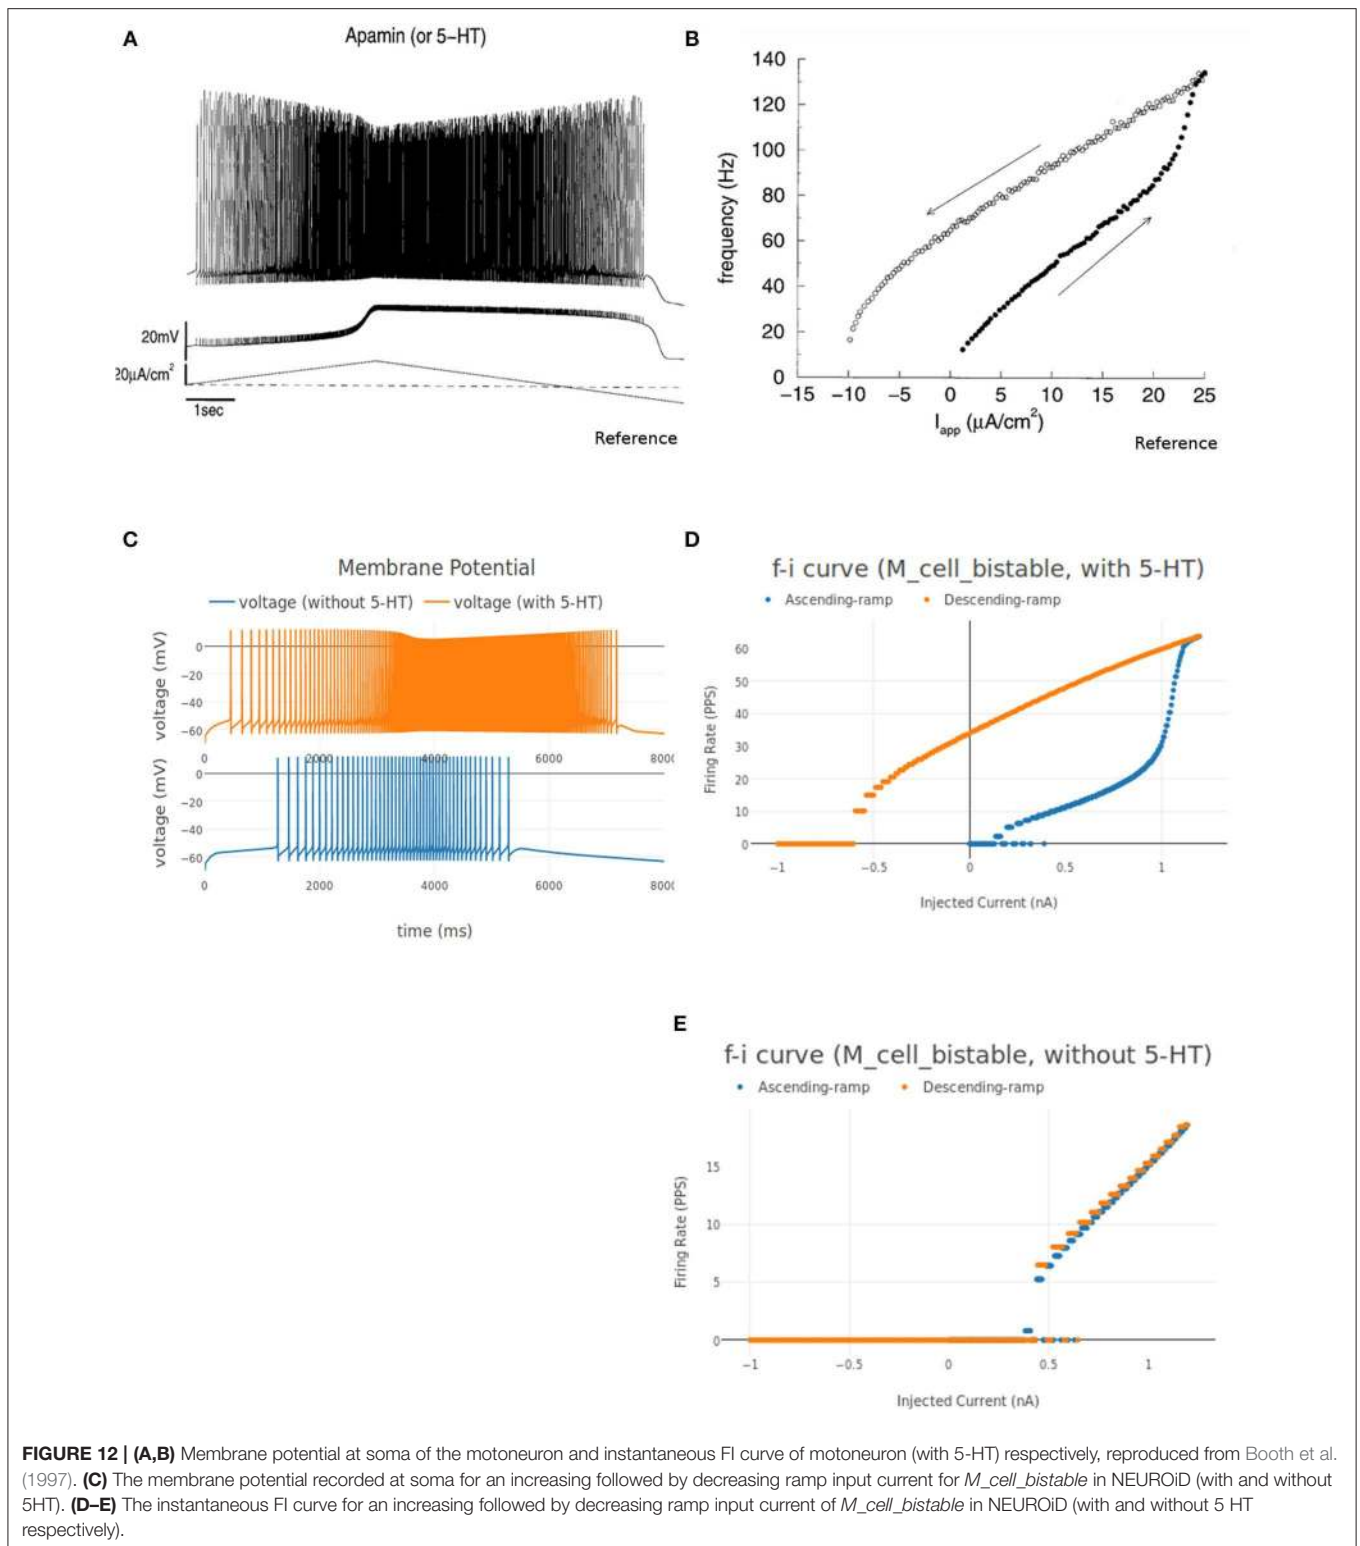 A
Apamin (or 5-HT)
20mV
20µA/cm²
1sec
Reference
B
140
120
100
80
60
40
20
0
frequency (Hz)
−15 −10 −5 0 5 10 15 20 25
Iapp (µA/cm²)
Reference
C
Membrane Potential
voltage (without 5-HT) voltage (with 5-HT)
voltage (mV)
0
−20
−40
−60
0 2000 4000 6000 8000
voltage (mV)
0
−20
−40
−60
0 2000 4000 6000 8000
time (ms)
D
f-i curve (M_cell_bistable, with 5-HT)
Ascending-ramp Descending-ramp
Firing Rate (PPS)
60
50
40
30
20
10
0
−1 −0.5 0 0.5 1
Injected Current (nA)
E
f-i curve (M_cell_bistable, without 5-HT)
Ascending-ramp Descending-ramp
Firing Rate (PPS)
15
10
5
0
−1 −0.5 0 0.5 1
Injected Current (nA)
FIGURE 12 | (A,B) Membrane potential at soma of the motoneuron and instantaneous FI curve of motoneuron (with 5-HT) respectively, reproduced from Booth et al.
(1997). (C) The membrane potential recorded at soma for an increasing followed by decreasing ramp input current for M_cell_bistable in NEUROiD (with and without
5HT). (D–E) The instantaneous FI curve for an increasing followed by decreasing ramp input current of M_cell_bistable in NEUROiD (with and without 5 HT
respectively).